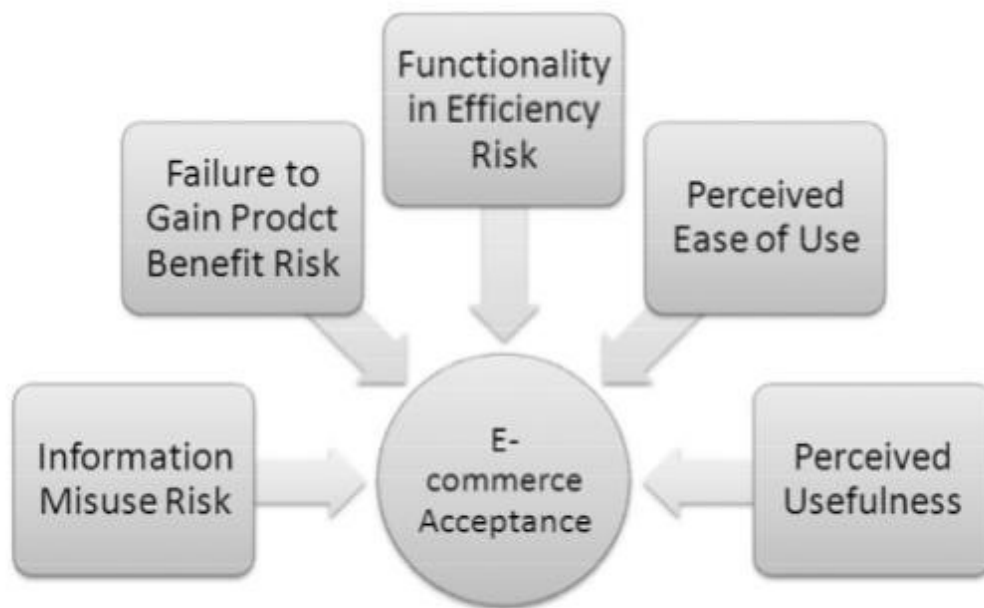 Functionality
in Efficiency
Risk
Failure to
Gain Prodct
Benefit Risk
Perceived
Ease of Use
Information
Misuse Risk
E-
commerce
Acceptance
Perceived
Usefulness